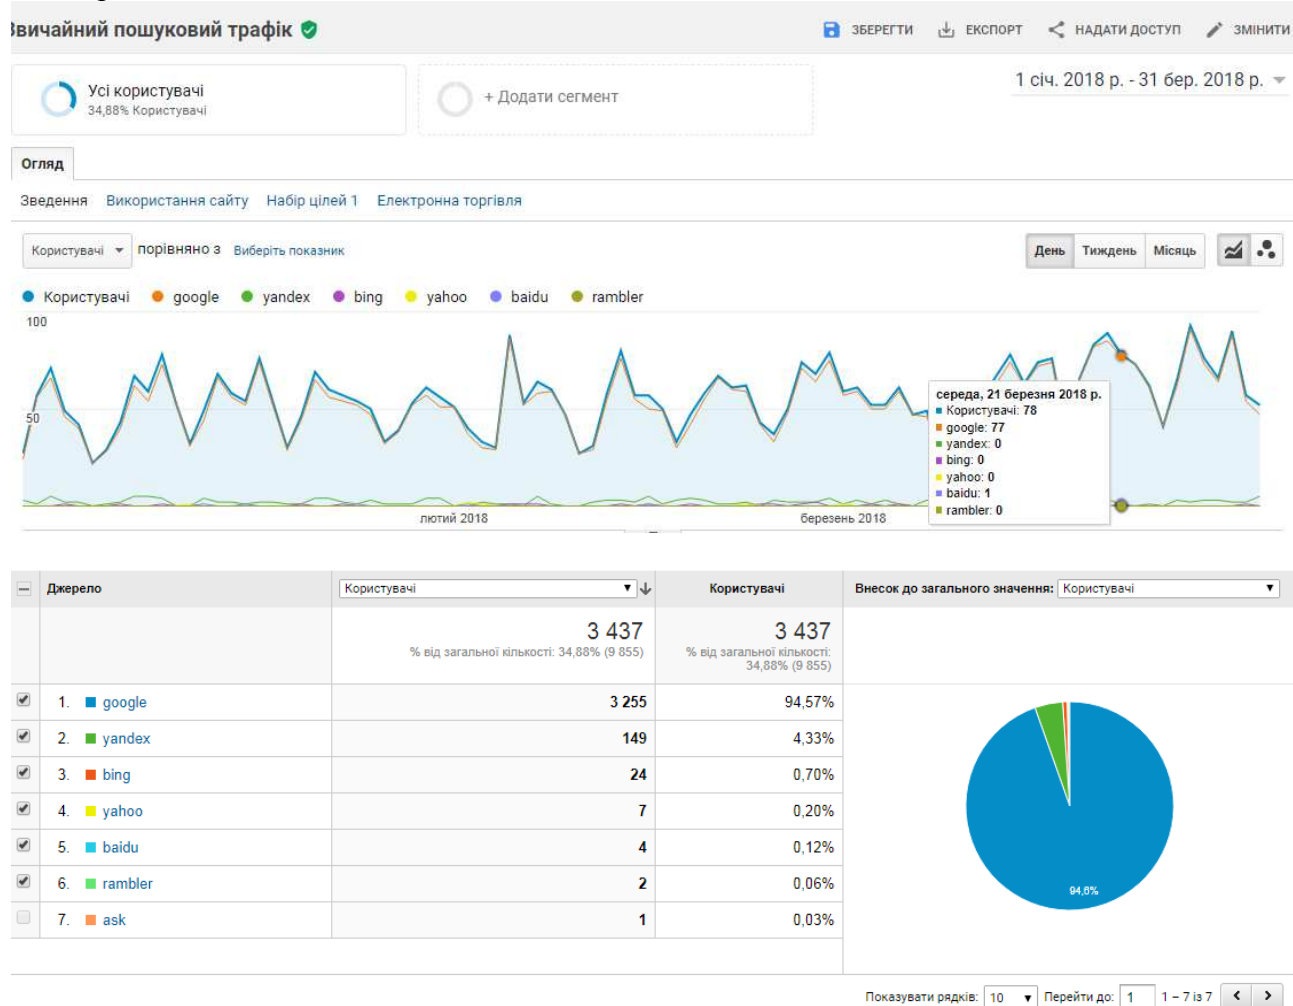 Звичайний пошуковий трафік
ЗБЕРЕГТИ ЕКСПОРТ НАДАТИ ДОСТУП ЗМІНИТИ
Усі користувачі
34,88% Користувачі
+ Додати сегмент
1 січ. 2018 р. - 31 бер. 2018 р.
Огляд
Зведення Використання сайту Набір цілей 1 Електронна торгівля
Користувачі порівняно з Виберіть показник
День Тиждень Місяць
Користувачі google yandex bing yahoo baidu rambler
100
50
середа, 21 березня 2018 р.
Користувачі: 78
google: 77
yandex: 0
bing: 0
yahoo: 0
baidu: 1
rambler: 0
лютий 2018 березень 2018
Джерело Користувачі Користувачі Внесок до загального значення: Користувачі
3 437 3 437
% від загальної кількості: 34,88% (9 855) % від загальної кількості:
34,88% (9 855)
1. google 3 255 94,57%
2. yandex 149 4,33%
3. bing 24 0,70%
4. yahoo 7 0,20%
5. baidu 4 0,12%
6. rambler 2 0,06%
7. ask 1 0,03%
94,6%
Показувати рядків: 10 Перейти до: 1 1 – 7 із 7